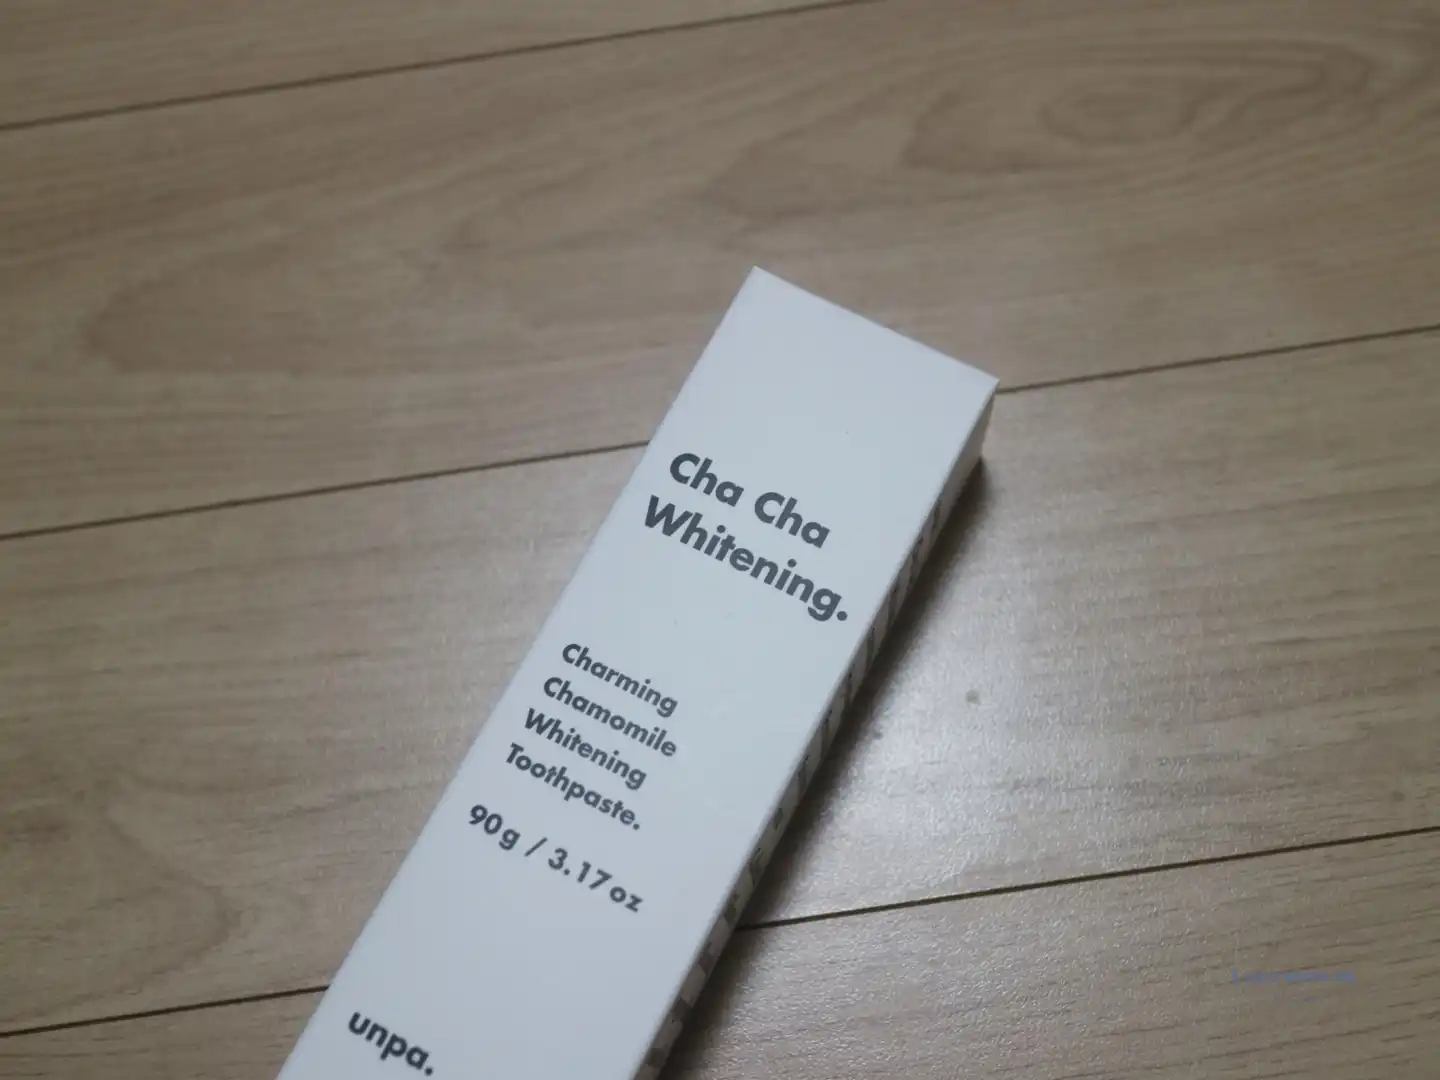 Cha Cha
Whitening.
Charming
Chamomile
Whitening
Toothpaste.
90g / 3.17oz
unpa.